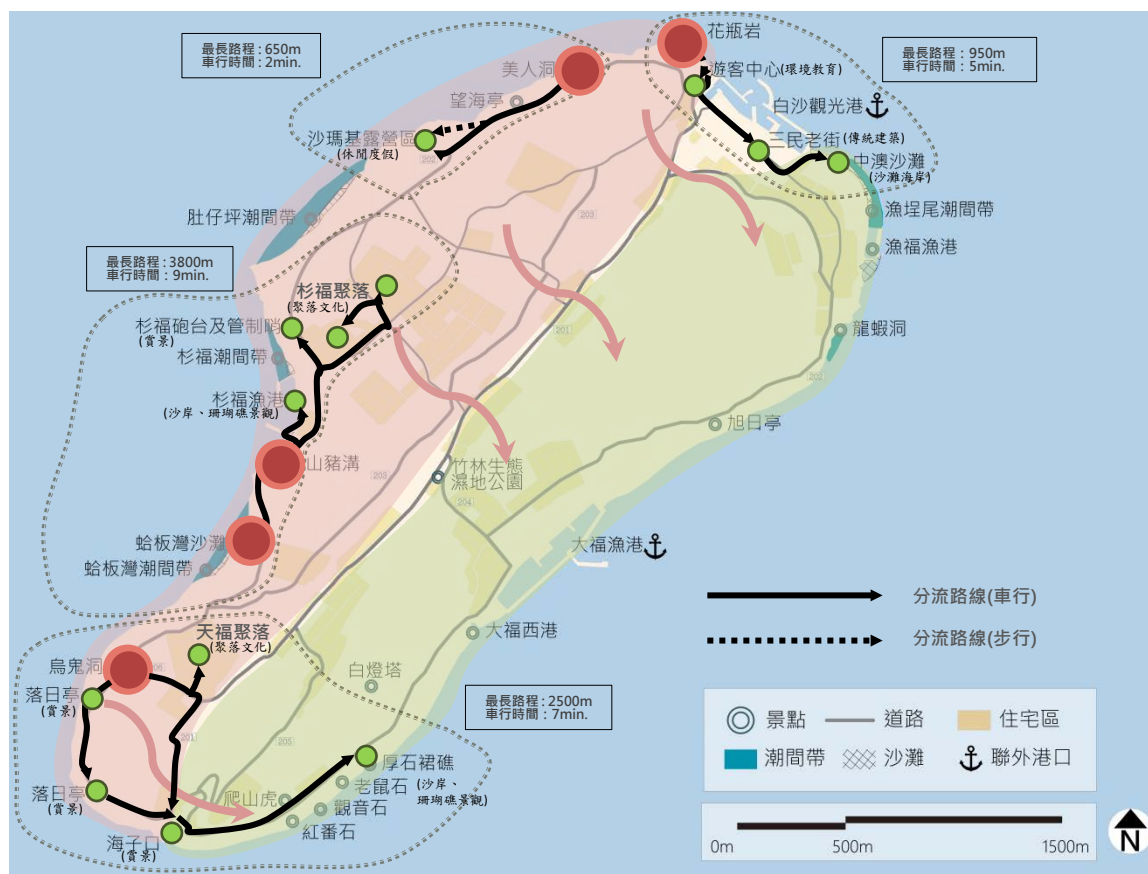 最長路程：650m
車行時間：2min.
花瓶岩
最長路程：950m
車行時間：5min.
美人洞
遊客中心(環境教育)
望海亭
白沙觀光港
沙瑪基露營區
(休閒度假)
202
三民老街(傳統建築)
中澳沙灘
(沙灘海岸)
肚仔坪潮間帶
203
漁埕尾潮間帶
漁福漁港
最長路程：3800m
車行時間：9min.
杉福聚落
(聚落文化)
杉福砲台及管制哨
(賞景)
201
龍蝦洞
杉福潮間帶
202
杉福漁港
(沙岸、珊瑚礁景觀)
旭日亭
山豬溝
203
竹林生態
濕地公園
204
蛤板灣沙灘
大福漁港
蛤板灣潮間帶
分流路線(車行)
天福聚落
(聚落文化)
大福西港
分流路線(步行)
烏鬼洞
206
白燈塔
落日亭
(賞景)
最長路程：2500m
車行時間：7min.
201
205
景點
道路
住宅區
潮間帶
沙灘
聯外港口
厚石裙礁
(沙岸、
珊瑚礁景觀)
落日亭
(賞景)
老鼠石
爬山虎
觀音石
紅番石
海子口
(賞景)
0m
500m
1500m
N